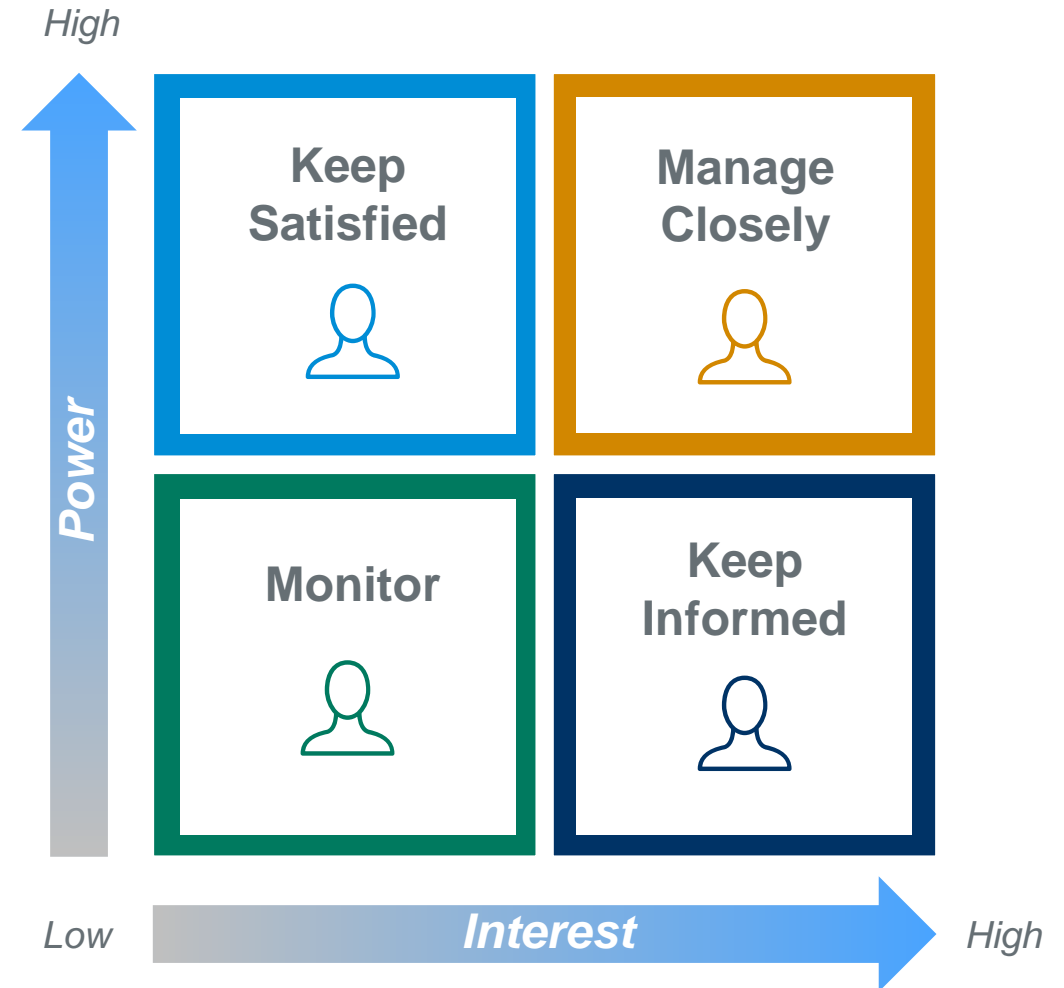 High
Keep
Satisfied
Manage
Closely
Power
Monitor
Keep
Informed
Low
Interest
High